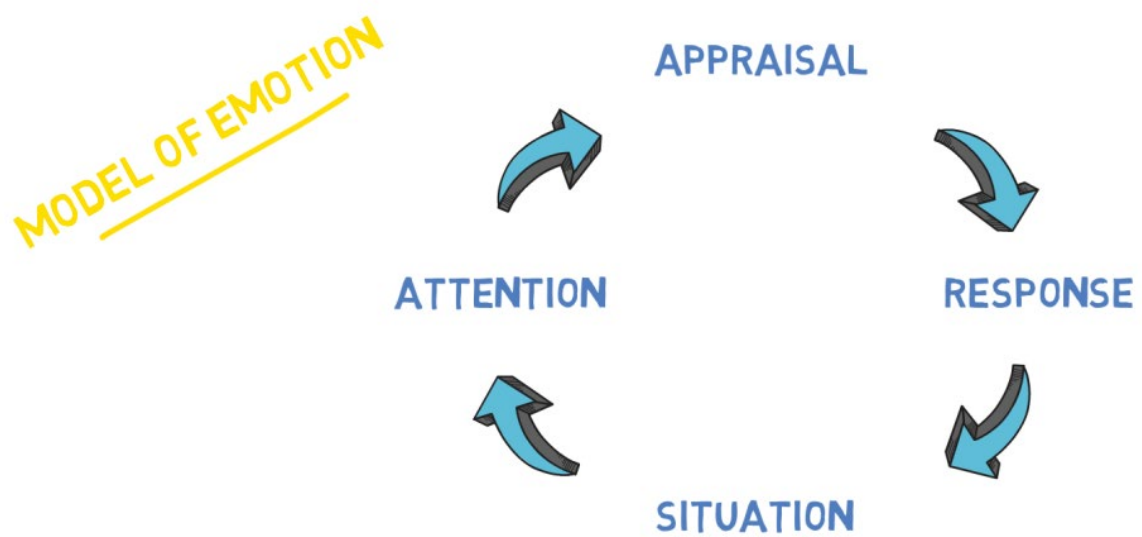 MODEL OF EMOTION
APPRAISAL
ATTENTION
RESPONSE
SITUATION